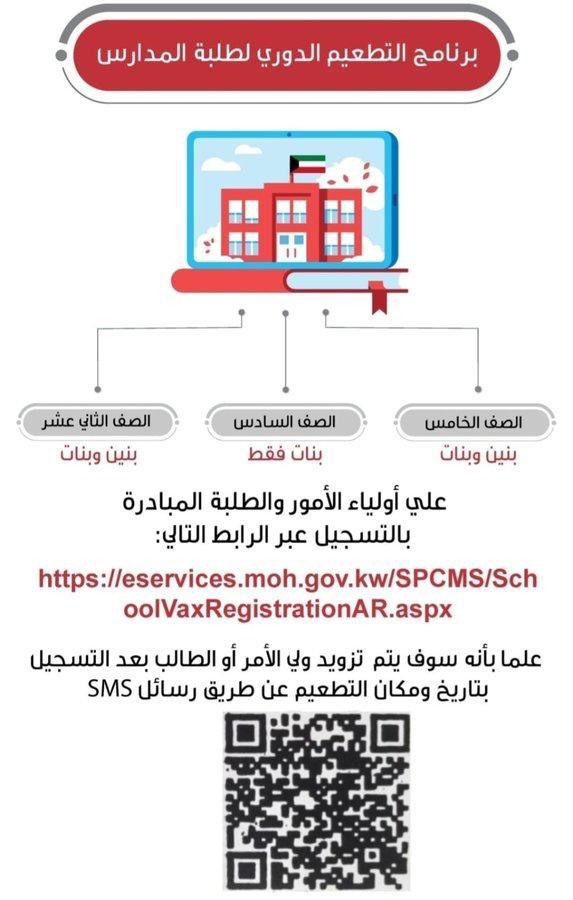 برنامج التطعيم الدوري لطلبة المدارس
الصف الخامس
بنين وبنات
الصف السادس
بنات فقط
الصف الثاني عشر
بنين وبنات
علي أولياء الأمور والطلبة المبادرة
بالتسجيل عبر الرابط التالي:
https://eservices.moh.gov.kw/SPCMS/Sch
oolVaxRegistrationAR.aspx
علما بأنه سوف يتم تزويد ولي الأمر أو الطالب بعد التسجيل
بتاريخ ومكان التطعيم عن طريق رسائل SMS